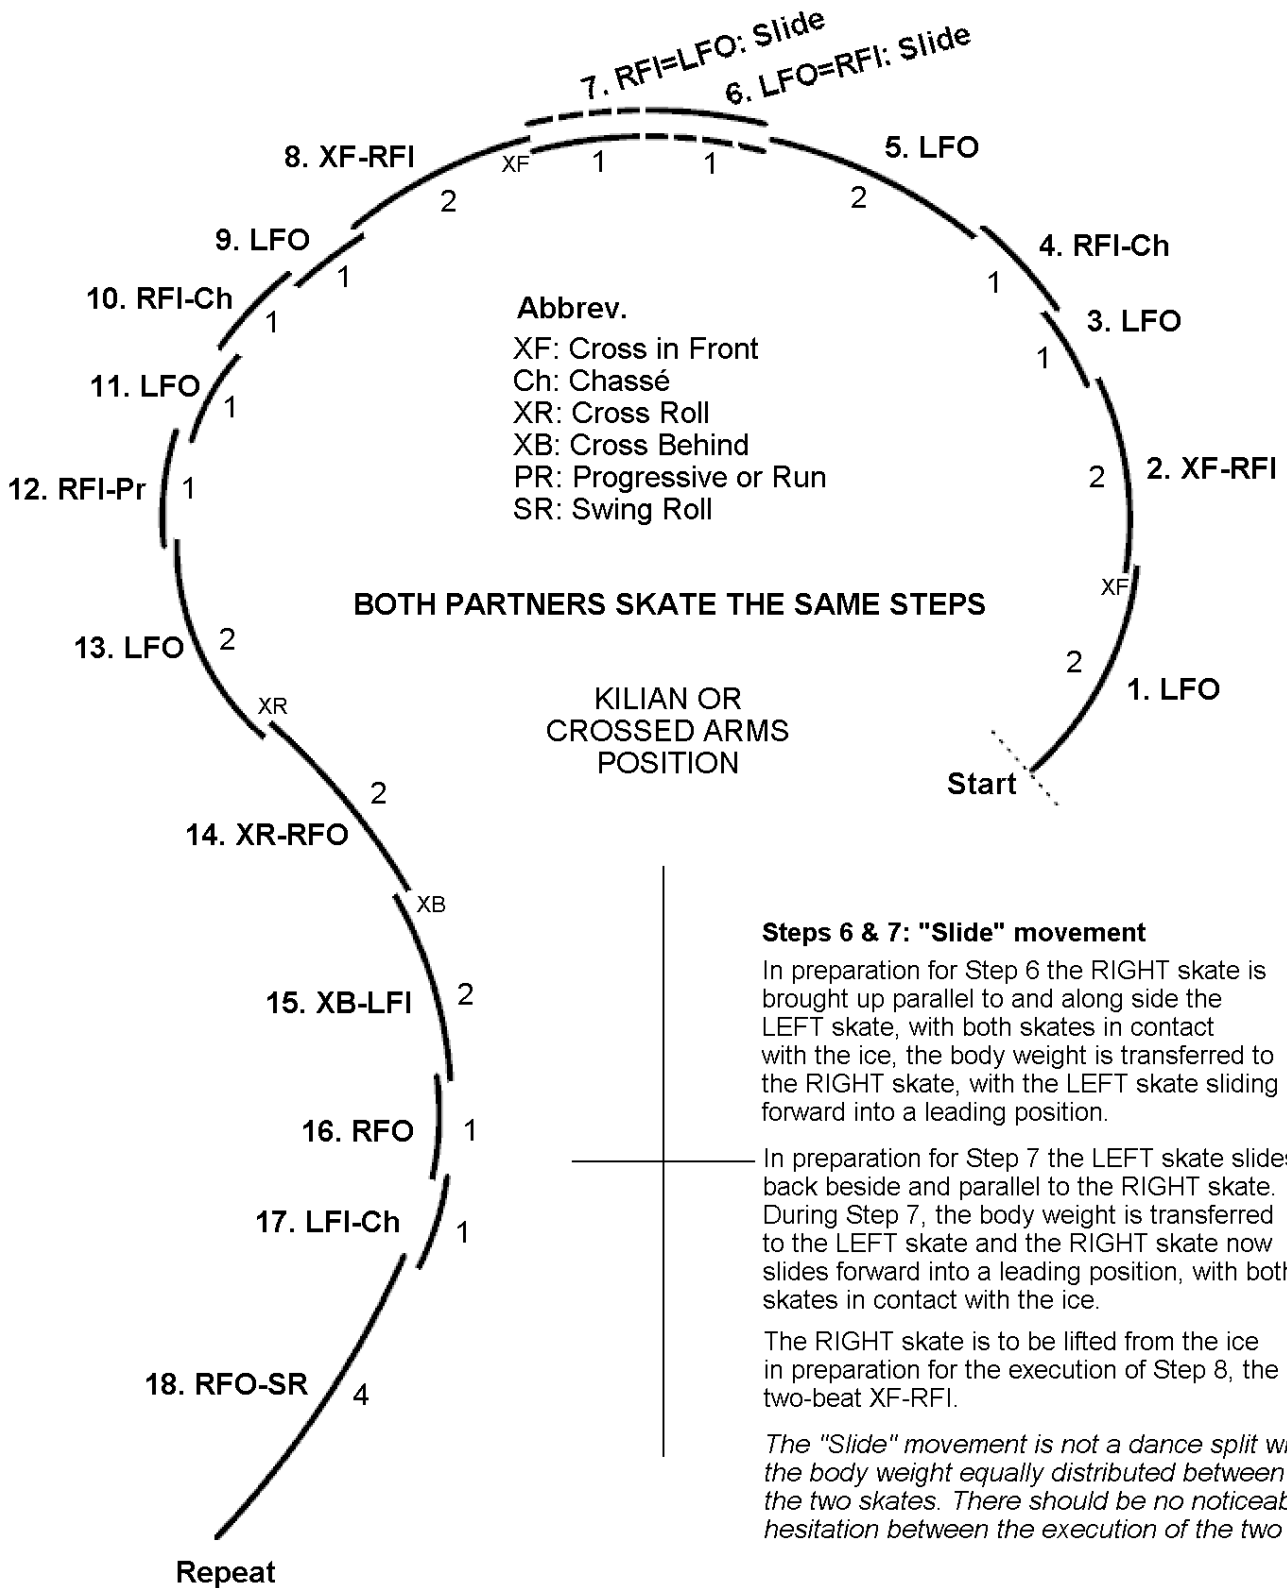 7. RFI=LFO: Slide
6. LFO=RFI: Slide
5. LFO
8. XF-RFI
XF
1
1
2
2
9. LFO
4. RFI-Ch
1
1
10. RFI-Ch
1
3. LFO
1
11. LFO
1
Abbrev.
XF: Cross in Front
Ch: Chassé
XR: Cross Roll
XB: Cross Behind
PR: Progressive or Run
SR: Swing Roll
12. RFI-Pr
1
2
2. XF-RFI
XF
BOTH PARTNERS SKATE THE SAME STEPS
13. LFO
2
2
1. LFO
XR
KILIAN OR
CROSSED ARMS
POSITION
Start
2
14. XR-RFO
XB
15. XB-LFI
2
16. RFO
1
17. LFI-Ch
1
18. RFO-SR
4
Repeat
Steps 6 & 7: "Slide" movement
In preparation for Step 6 the RIGHT skate is
brought up parallel to and along side the
LEFT skate, with both skates in contact
with the ice, the body weight is transferred to
the RIGHT skate, with the LEFT skate sliding
forward into a leading position.
In preparation for Step 7 the LEFT skate slides
back beside and parallel to the RIGHT skate.
During Step 7, the body weight is transferred
to the LEFT skate and the RIGHT skate now
slides forward into a leading position, with both
skates in contact with the ice.
The RIGHT skate is to be lifted from the ice
in preparation for the execution of Step 8, the
two-beat XF-RFI.
The "Slide" movement is not a dance split
the body weight equally distributed between
the two skates. There should be no
hesitation between the execution of the two